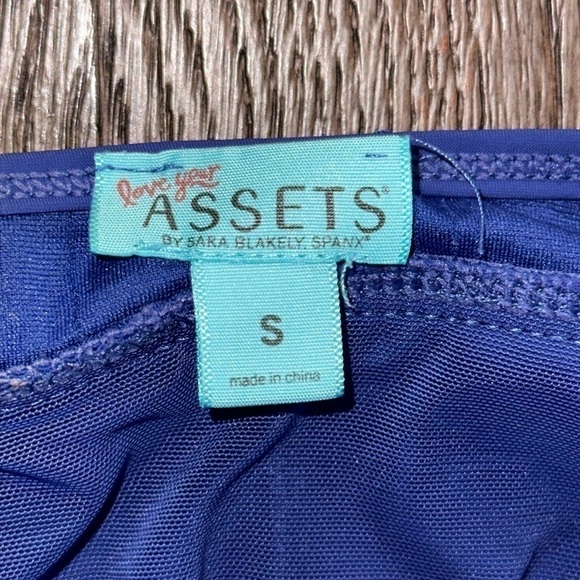 love your
ASSETS®
BY SARA BLAKELY, SPANX®
S
made in china